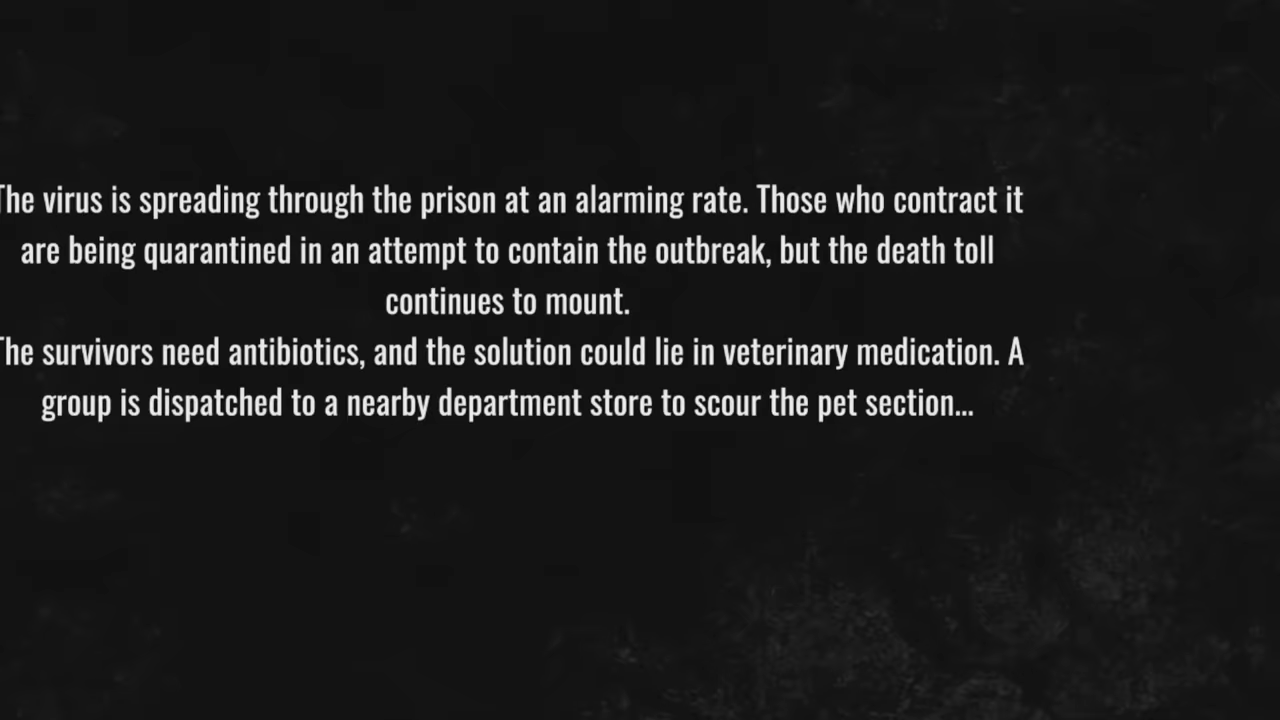 The virus is spreading through the prison at an alarming rate. Those who contract it
are being quarantined in an attempt to contain the outbreak, but the death toll
continues to mount.
The survivors need antibiotics, and the solution could lie in veterinary medication. A
group is dispatched to a nearby department store to scour the pet section...